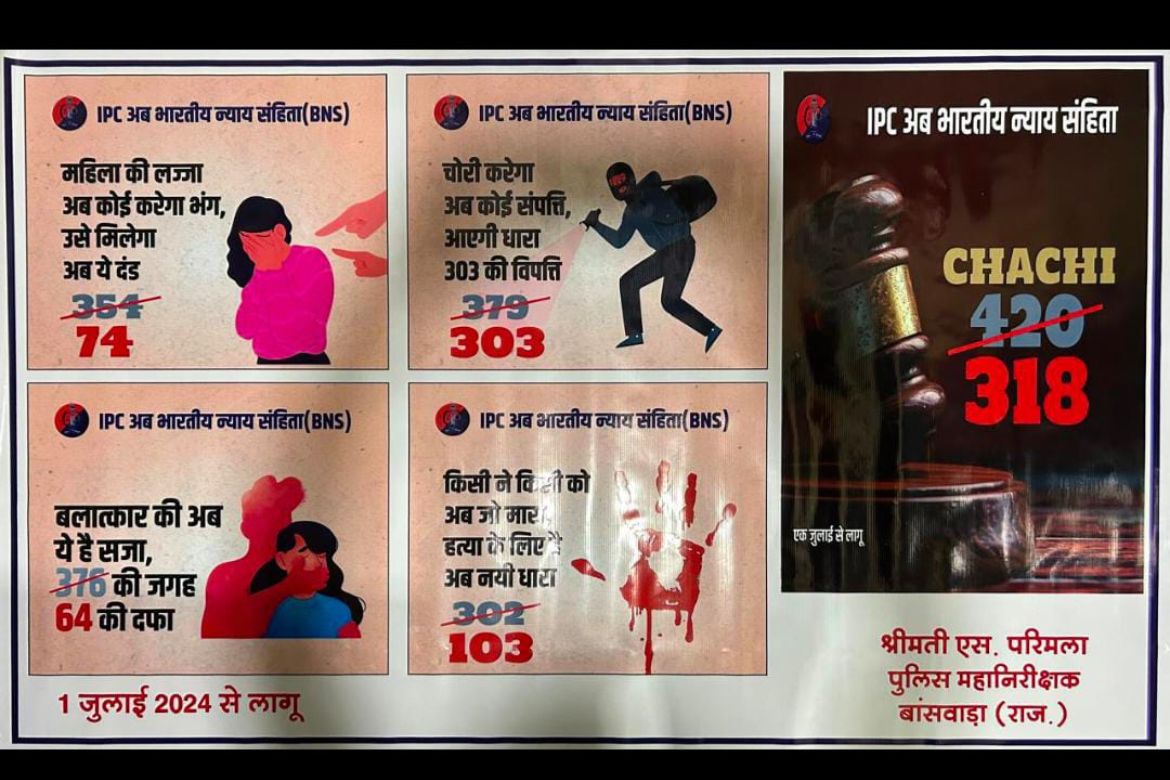 IPC अब भारतीय न्याय संहिता(BNS)
महिला की लज्जा
अब कोई करेगा भंग,
उसे मिलेगा
अब ये दंड
354
74
IPC अब भारतीय न्याय संहिता(BNS)
चोरी करेगा
अब कोई संपत्ति,
आएगी धारा
303 की विपत्ति
379
303
IPC अब भारतीय न्याय संहिता
CHACHI
420
318
एक जुलाई से लागू
IPC अब भारतीय न्याय संहिता(BNS)
बलात्कार की अब
ये है सजा,
376 की जगह
64 की दफा
IPC अब भारतीय न्याय संहिता(BNS)
किसी ने किसी को
अब जो मारा,
हत्या के लिए है
अब नयी धारा
302
103
1 जुलाई 2024 से लागू
श्रीमती एस. परिमला
पुलिस महानिरीक्षक
बांसवाड़ा (राज.)